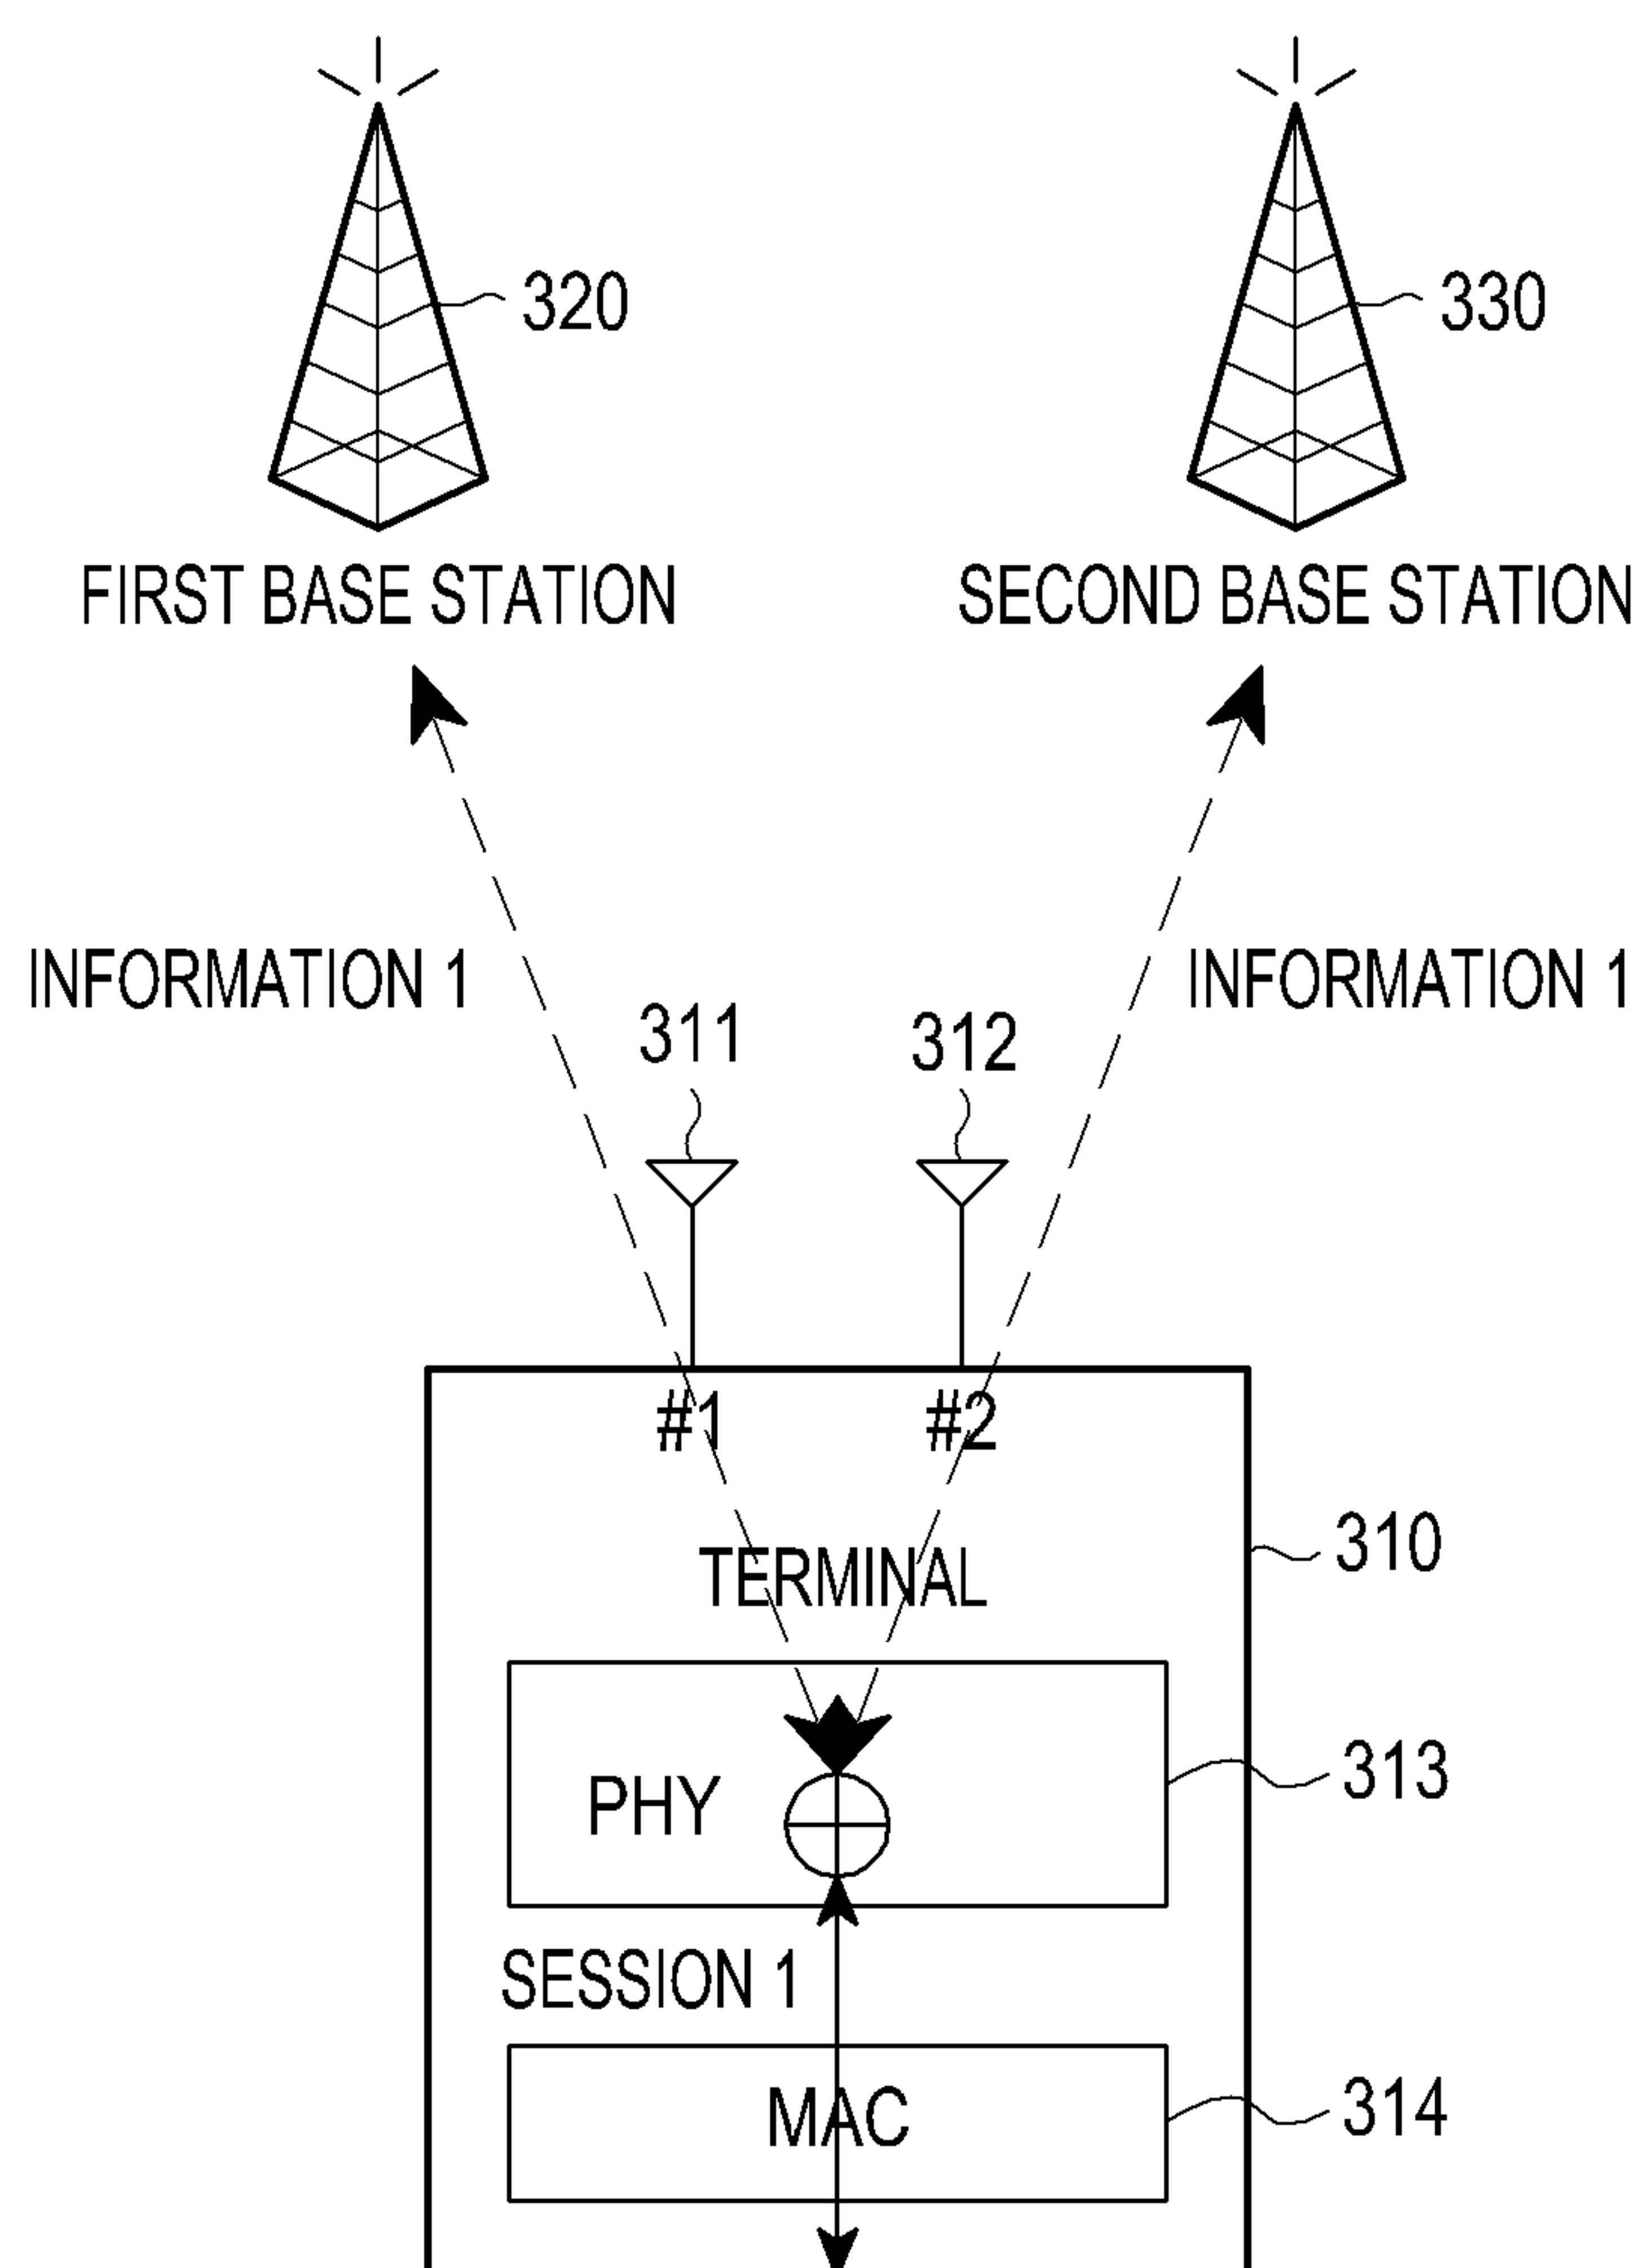 320
330
FIRST BASE STATION
SECOND BASE STATION
INFORMATION 1
INFORMATION 1
311
312
#1
#2
310
TERMINAL
313
PHY
SESSION 1
314
MAC